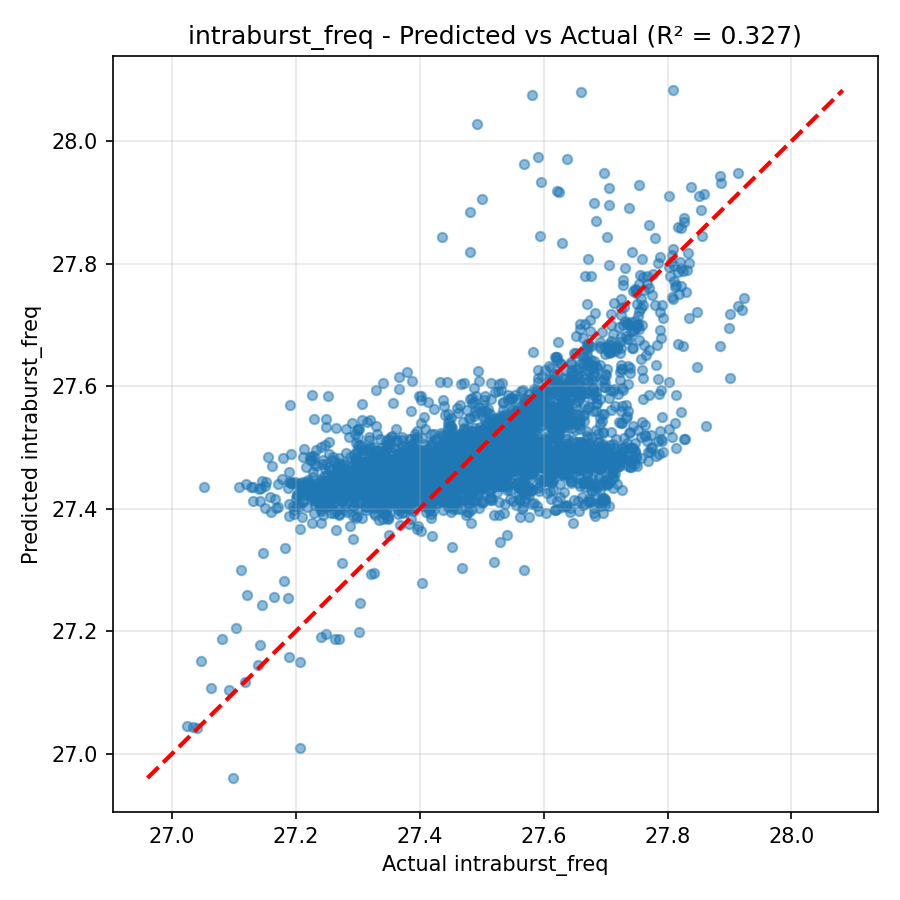 intraburst_freq - Predicted vs Actual (R² = 0.327)
Predicted intraburst_freq
28.0
27.8
27.6
27.4
27.2
27.0
27.0 27.2 27.4 27.6 27.8 28.0
Actual intraburst_freq